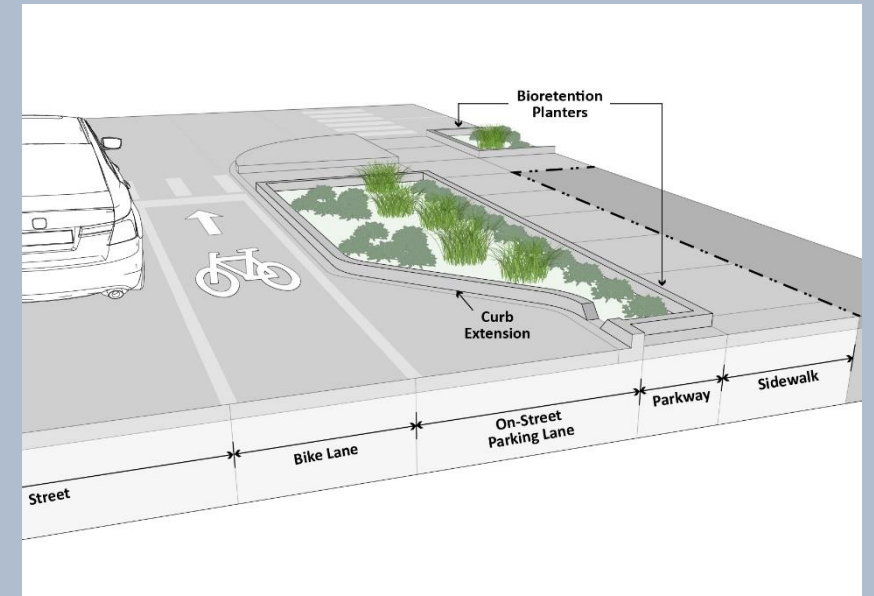 Bioretention
Planters
Curb
Extension
Street
Bike Lane
On-Street
Parking Lane
Parkway
Sidewalk